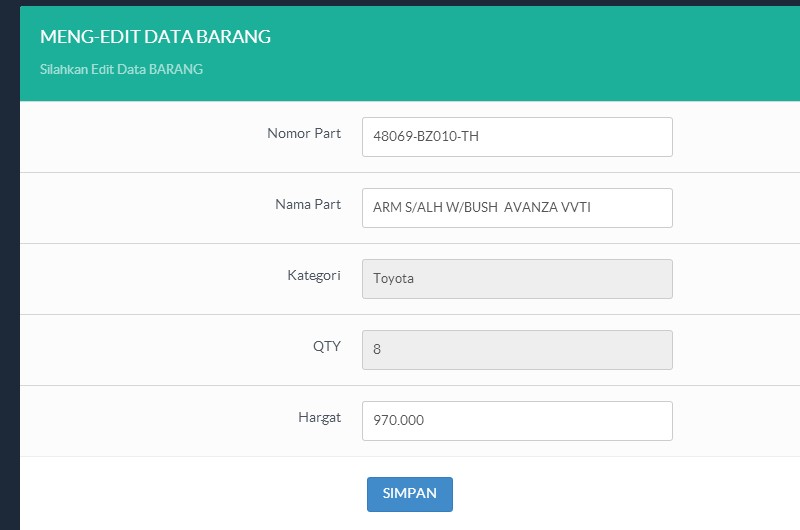 MENG-EDIT DATA BARANG
Silahkan Edit Data BARANG
Nomor Part 48069-BZ010-TH
Nama Part ARM S/ALH W/BUSH  AVANZA VVTI
Kategori Toyota
QTY 8
Hargat 970.000
SIMPAN